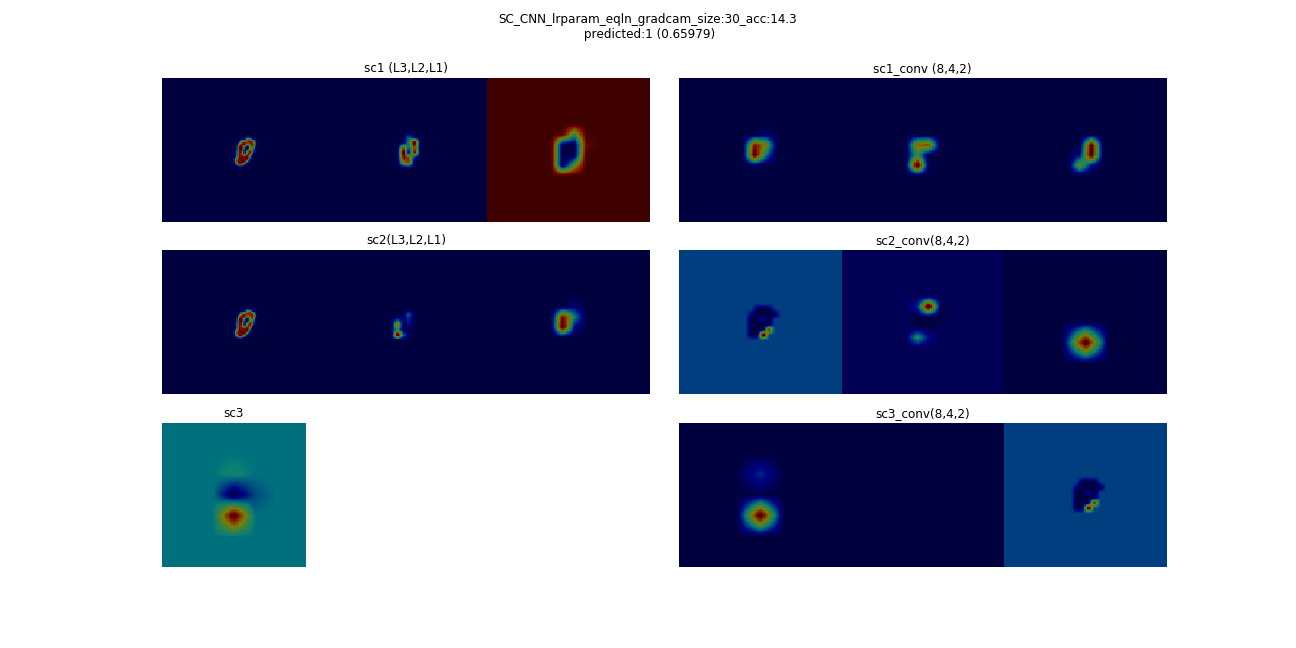 SC_CNN_lrparam_eqln_gradcam_size:30_acc:14.3
predicted:1 (0.65979)
sc1 (L3,L2,L1)
sc1_conv (8,4,2)
sc2(L3,L2,L1)
sc2_conv(8,4,2)
sc3
sc3_conv(8,4,2)